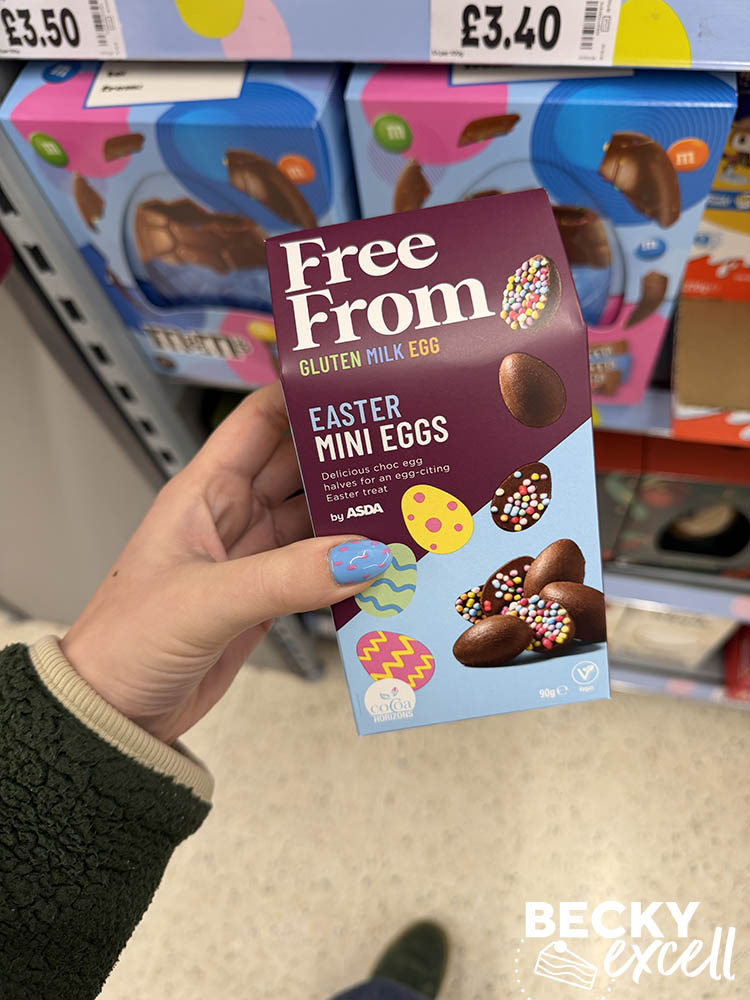 £3.50
£3.40
m
m
m
m
Free
From
GLUTEN MILK EGG
EASTER
MINI EGGS
Delicious choc egg
halves for an egg-citing
Easter treat
by ASDA
m&m's
cocoa
HORIZONS
90g e
Vegan
BECKY
excell